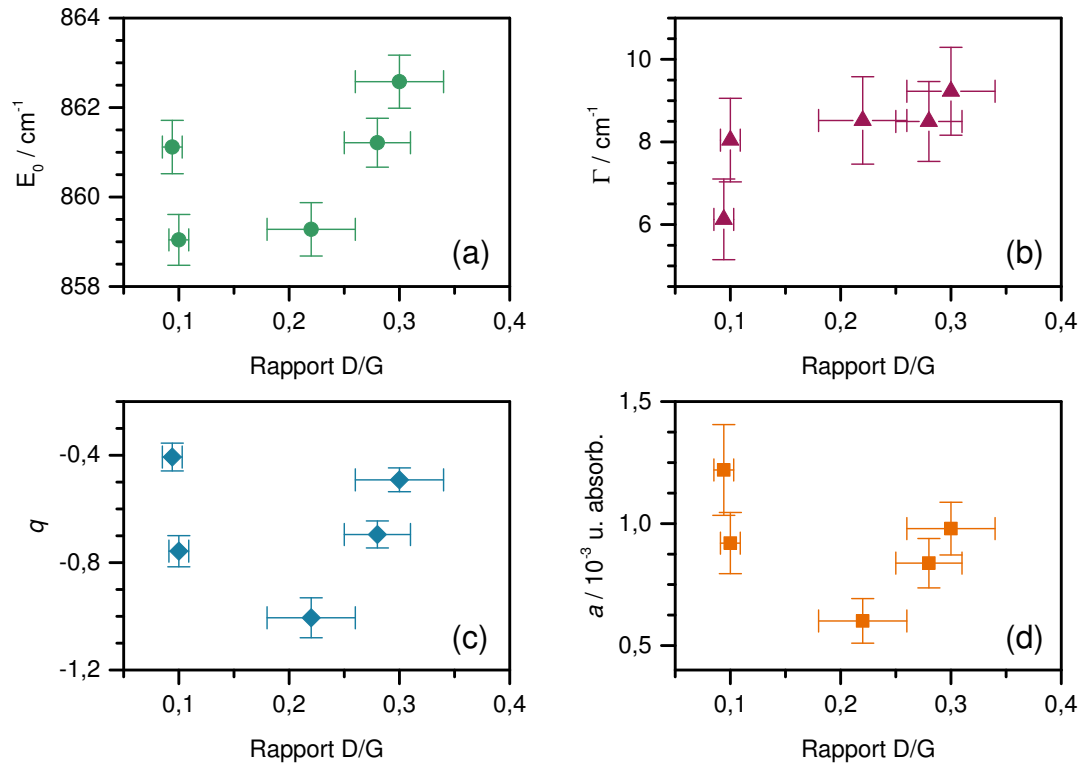 864
862
860
858
E₀ / cm⁻¹
(a)
0,1
0,2
0,3
0,4
Rapport D/G
10
8
6
Γ / cm⁻¹
(b)
0,1
0,2
0,3
0,4
Rapport D/G
-0,4
-0,8
-1,2
q
(c)
0,1
0,2
0,3
0,4
Rapport D/G
1,5
1,0
0,5
a / 10⁻³ u. absorb.
(d)
0,1
0,2
0,3
0,4
Rapport D/G